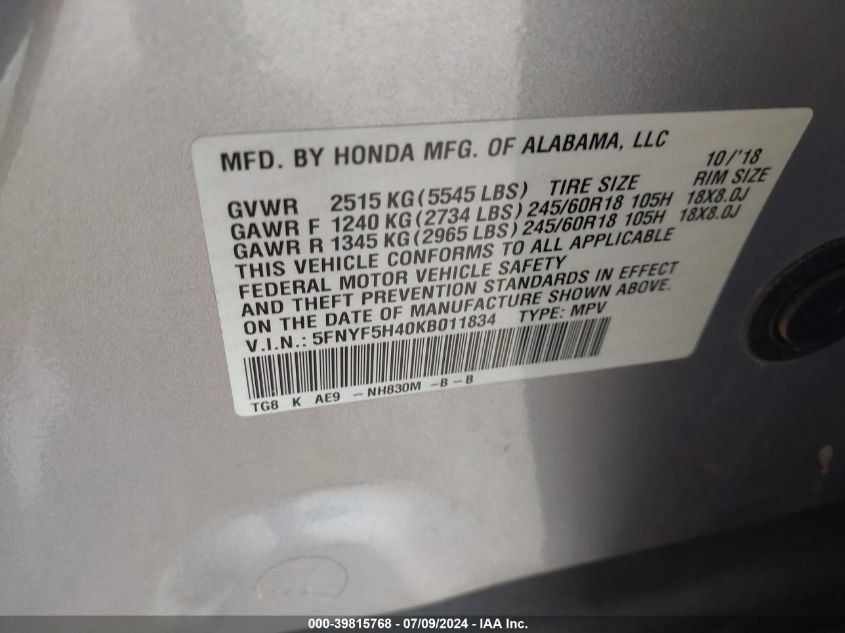 MFD. BY HONDA MFG. OF ALABAMA, LLC 10/'18
GVWR 2515 KG (5545 LBS) TIRE SIZE RIM SIZE
GAWR F 1240 KG (2734 LBS) 245/60R18 105H 18X8.0J
GAWR R 1345 KG (2965 LBS) 245/60R18 105H 18X8.0J
THIS VEHICLE CONFORMS TO ALL APPLICABLE
FEDERAL MOTOR VEHICLE SAFETY
AND THEFT PREVENTION STANDARDS IN EFFECT
ON THE DATE OF MANUFACTURE SHOWN ABOVE.
V.I.N.: 5FNYF5H40KB011834 TYPE: MPV
TG8 K AE9 -NH830M -B-B
000-39815768 - 07/09/2024 - IAA Inc.